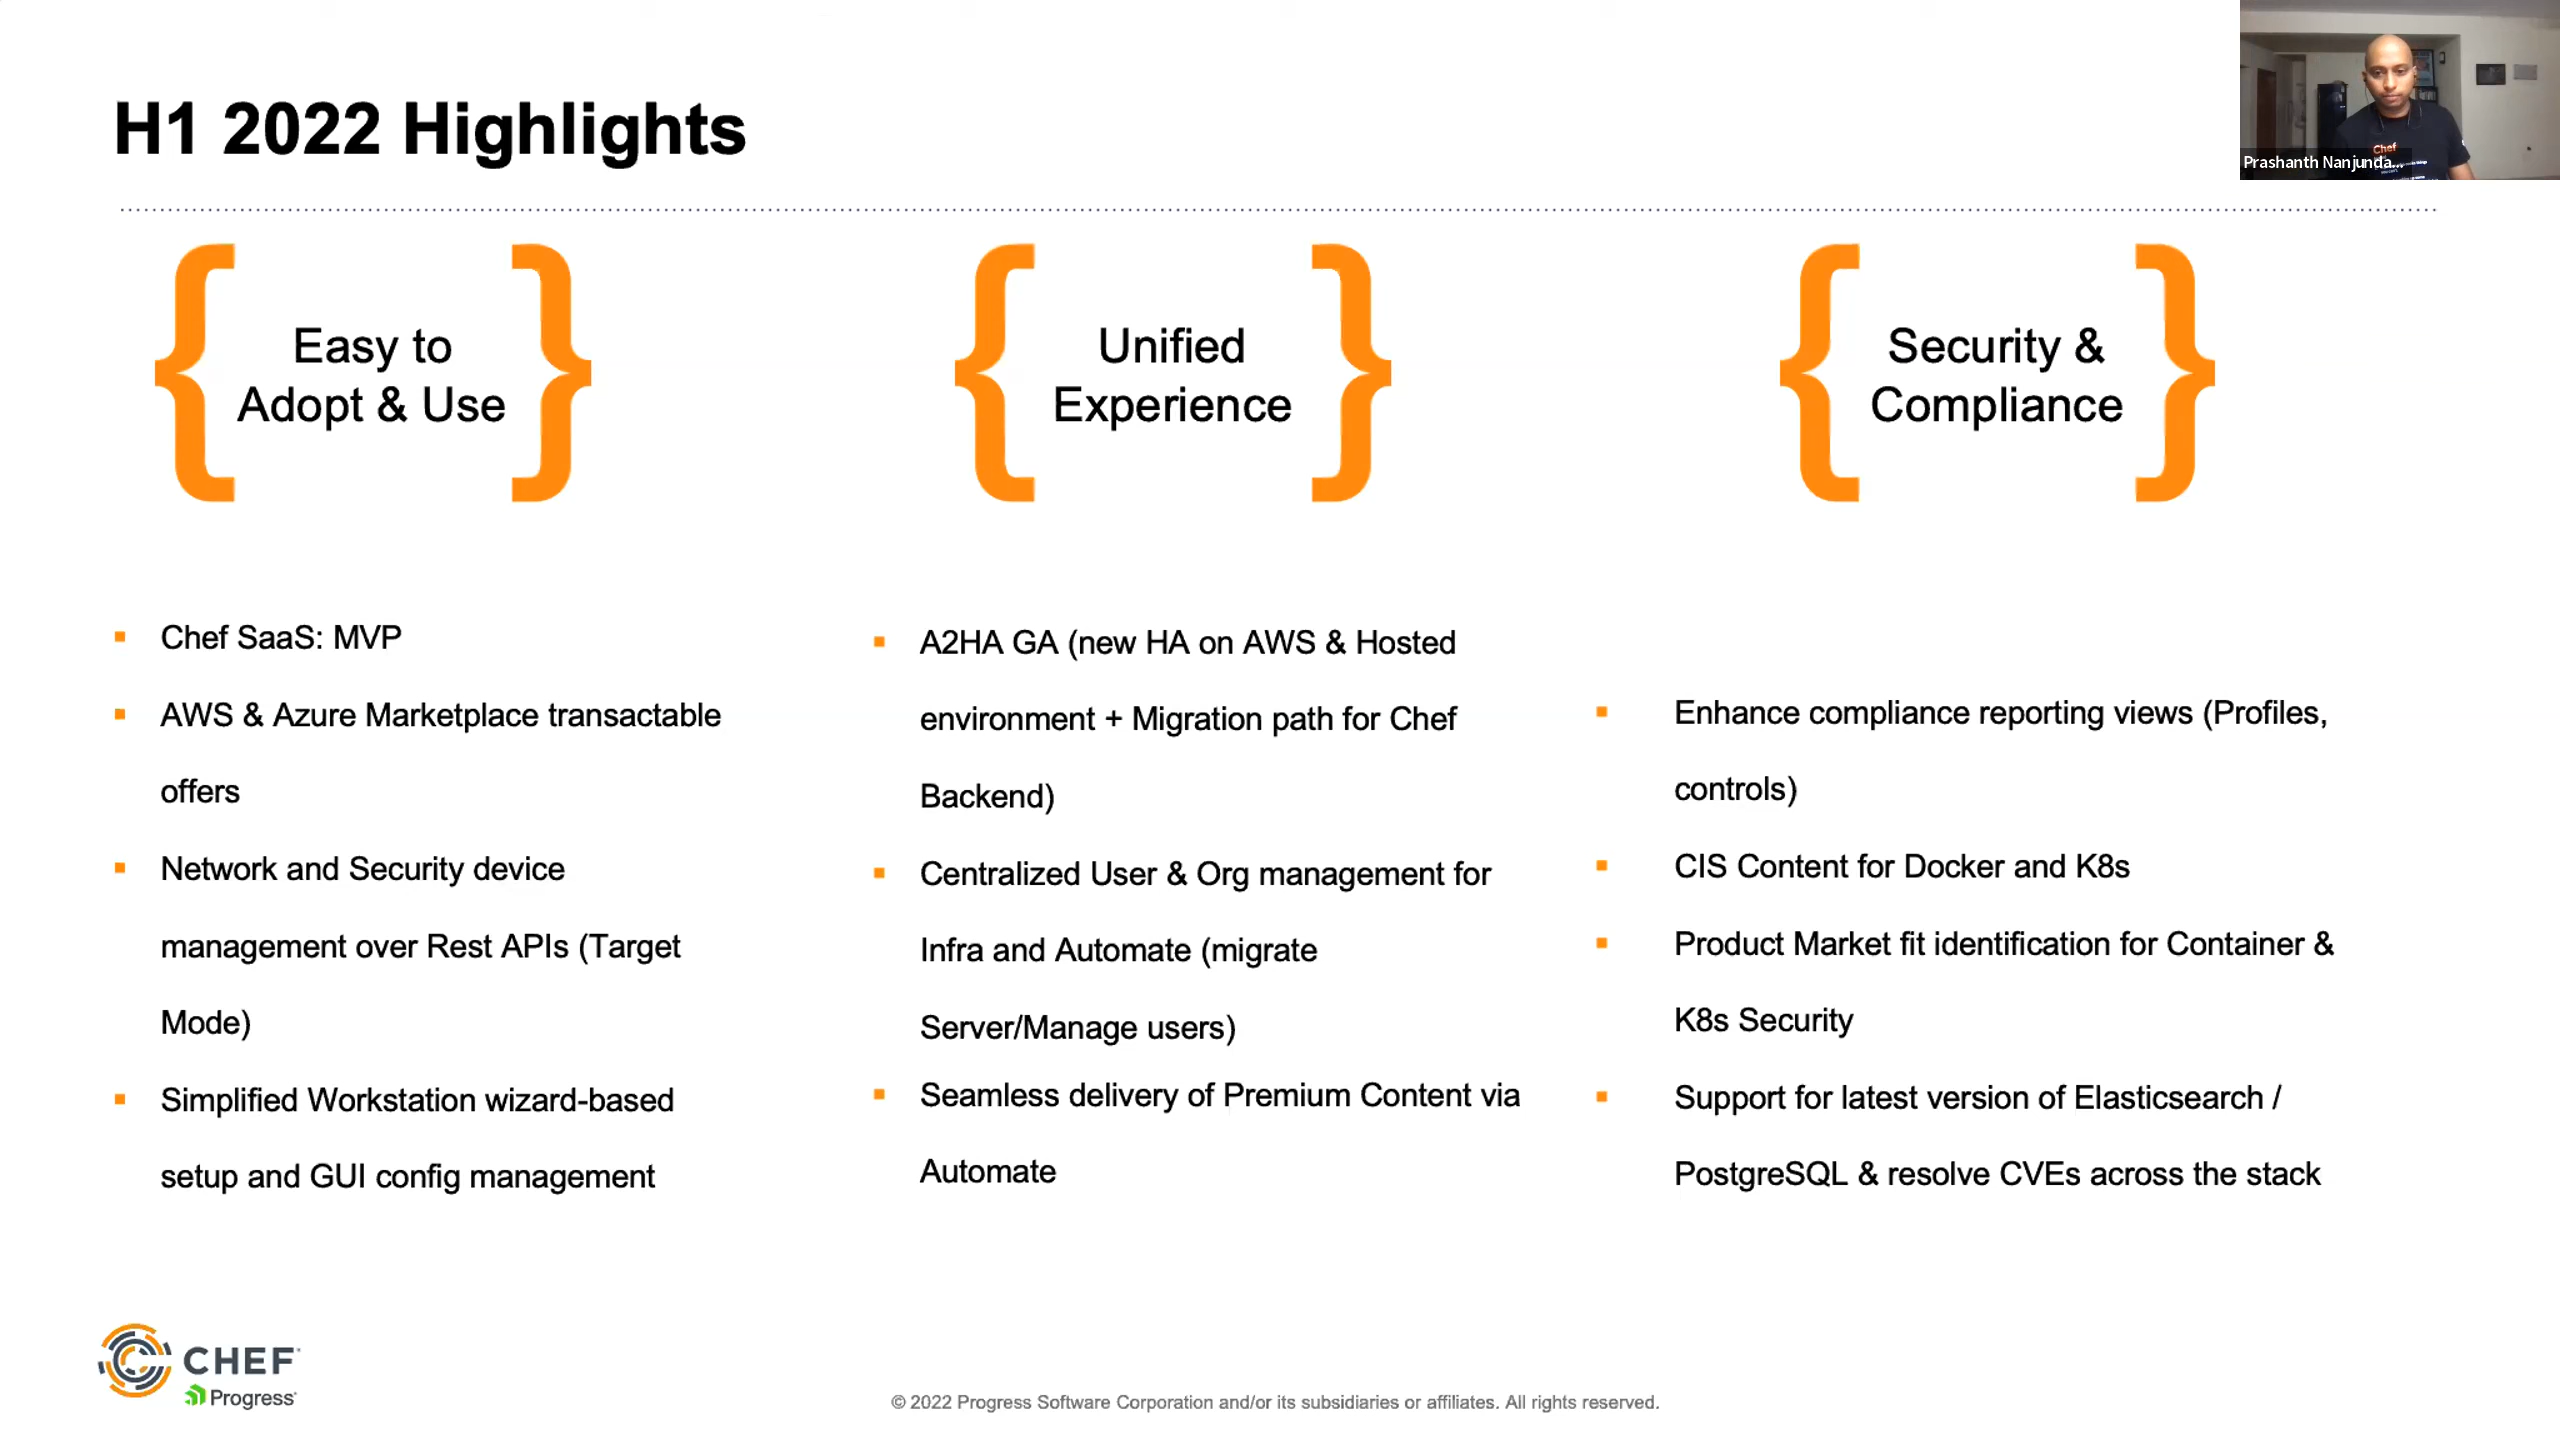 H1 2022 Highlights
Prashanth Nanjunda...
Chef
Easy to
Adopt & Use
Unified
Experience
Security &
Compliance
Chef SaaS: MVP
AWS & Azure Marketplace transactable
offers
Network and Security device
management over Rest APIs (Target
Mode)
Simplified Workstation wizard-based
setup and GUI config management
A2HA GA (new HA on AWS & Hosted
environment + Migration path for Chef
Backend)
Centralized User & Org management for
Infra and Automate (migrate
Server/Manage users)
Seamless delivery of Premium Content via
Automate
Enhance compliance reporting views (Profiles,
controls)
CIS Content for Docker and K8s
Product Market fit identification for Container &
K8s Security
Support for latest version of Elasticsearch /
PostgreSQL & resolve CVEs across the stack
CHEF
Progress
© 2022 Progress Software Corporation and/or its subsidiaries or affiliates. All rights reserved.